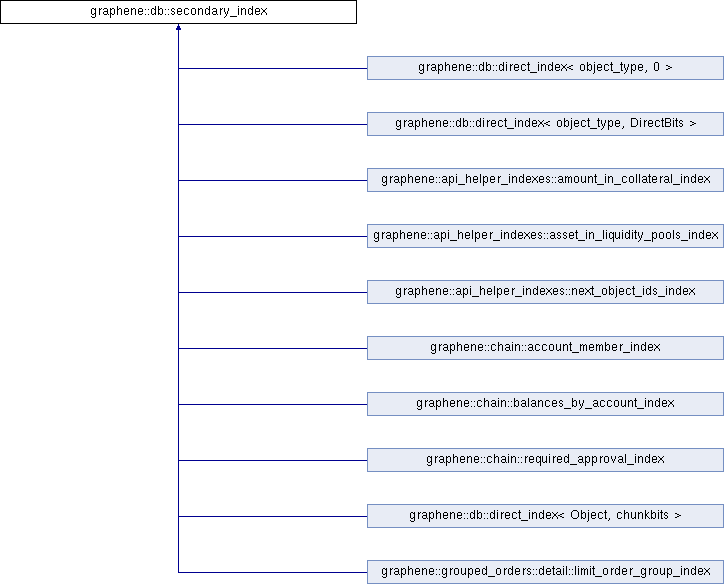 graphene::db::secondary_index
graphene::db::direct_index< object_type, 0 >
graphene::db::direct_index< object_type, DirectBits >
graphene::api_helper_indexes::amount_in_collateral_index
graphene::api_helper_indexes::asset_in_liquidity_pools_index
graphene::api_helper_indexes::next_object_ids_index
graphene::chain::account_member_index
graphene::chain::balances_by_account_index
graphene::chain::required_approval_index
graphene::db::direct_index< Object, chunkbits >
graphene::grouped_orders::detail::limit_order_group_index